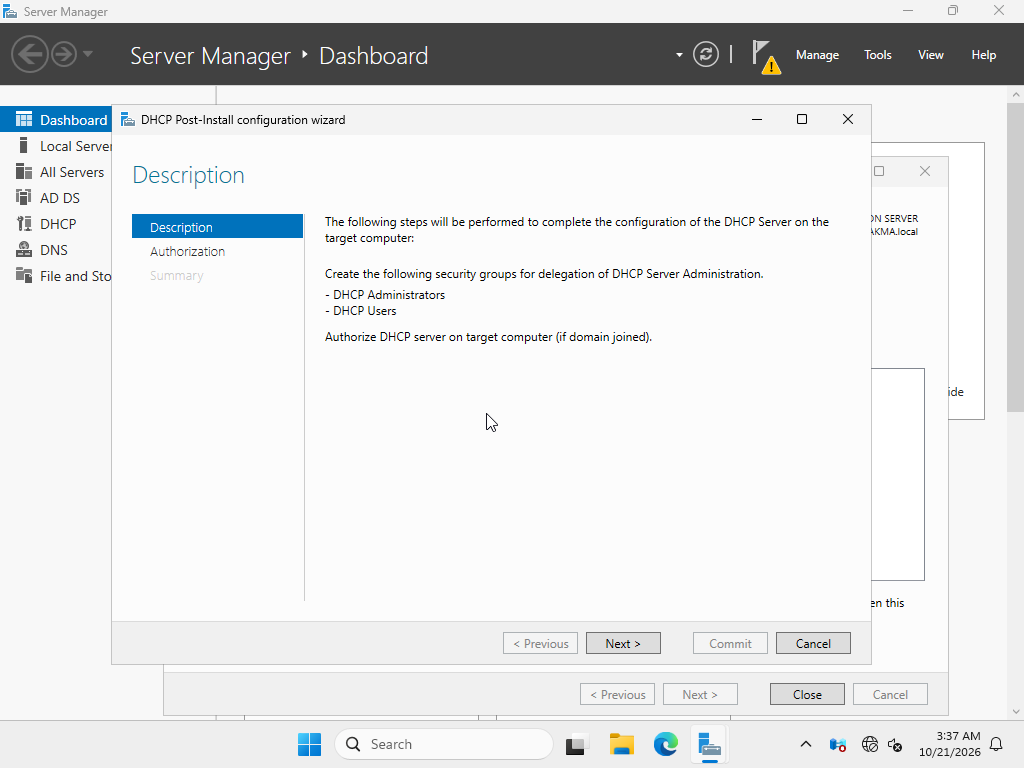 Server Manager
Server Manager • Dashboard
Manage
Tools
View
Help
Dashboard
Local Server
All Servers
AD DS
DHCP
DNS
File and Sto
DHCP Post-Install configuration wizard
Description
Description
Authorization
Summary
The following steps will be performed to complete the configuration of the DHCP Server on the
target computer:
Create the following security groups for delegation of DHCP Server Administration.
- DHCP Administrators
- DHCP Users
Authorize DHCP server on target computer (if domain joined).
< Previous
Next >
Commit
Cancel
ON SERVER
AKMA.local
ide
en this
< Previous
Next >
Close
Cancel
Search
3:37 AM
10/21/2026